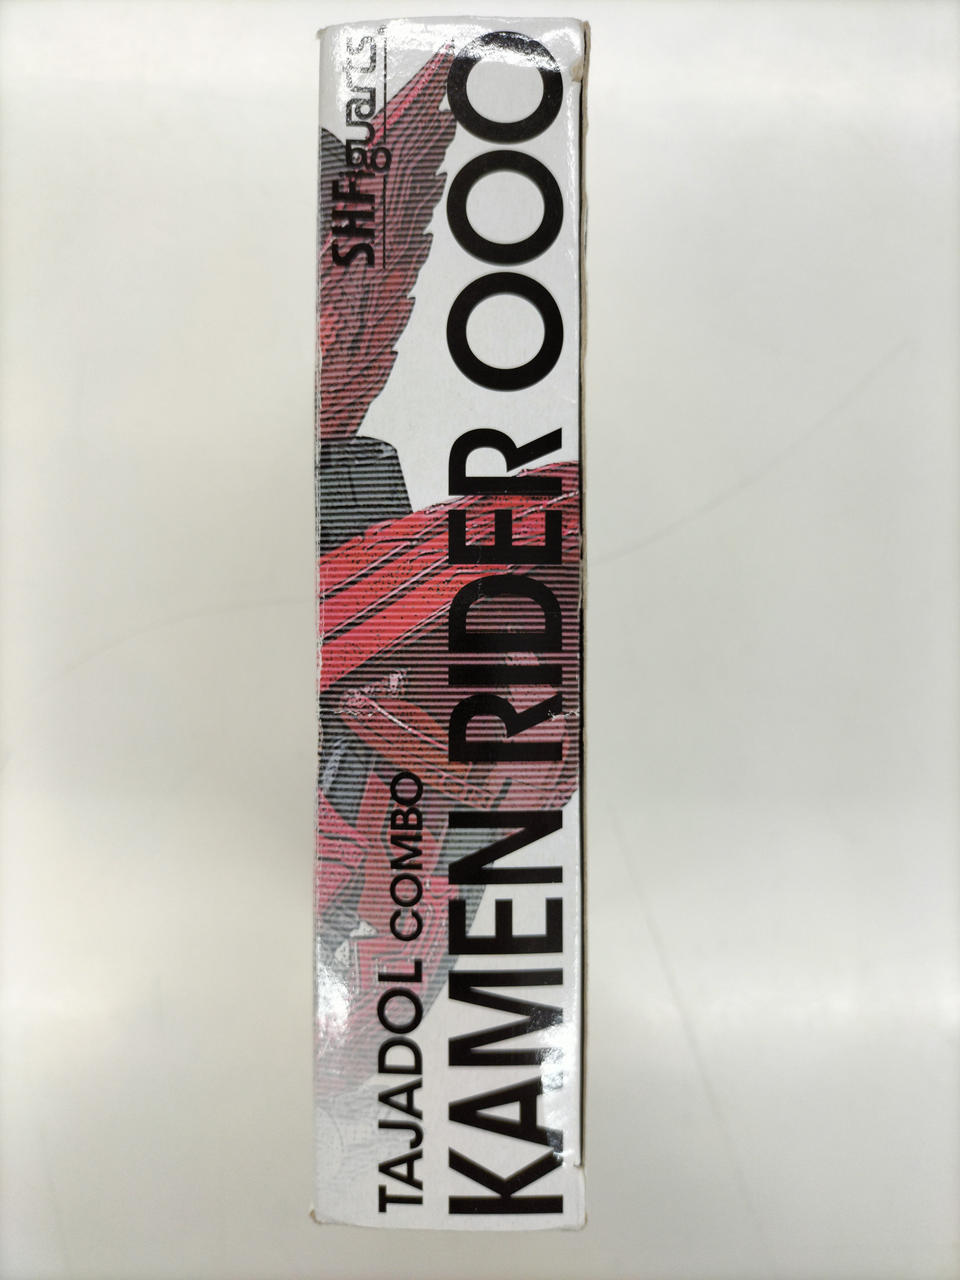 S.H.Figuarts
TAJADOL COMBO
KAMEN RIDER OOO